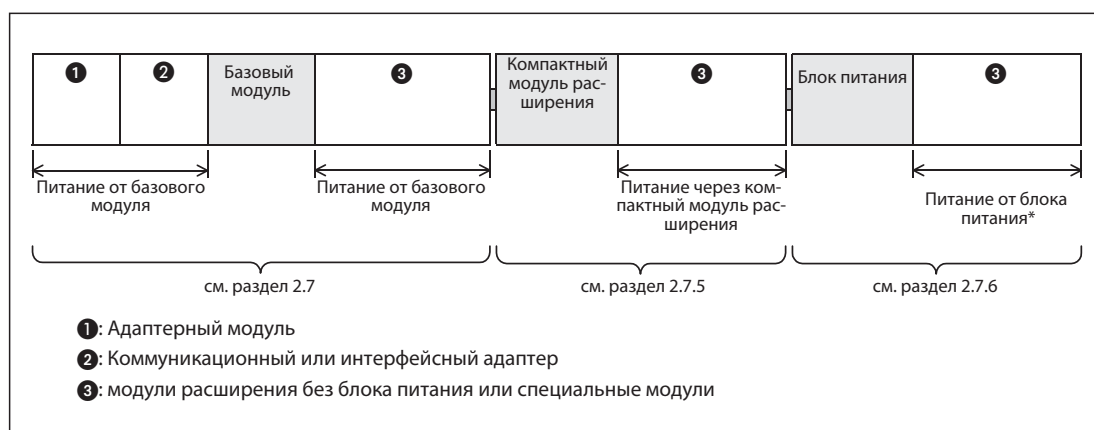 ❶
❷
Базовый
модуль
❸
Компактный
модуль рас-
ширения
❸
Блок питания
❸
Питание от базового
модуля
Питание от базового
модуля
Питание через ком-
пактный модуль рас-
ширения
Питание от блока
питания*
см. раздел 2.7
см. раздел 2.7.5
см. раздел 2.7.6
❶: Адаптерный модуль
❷: Коммуникационный или интерфейсный адаптер
❸: модули расширения без блока питания или специальные модули